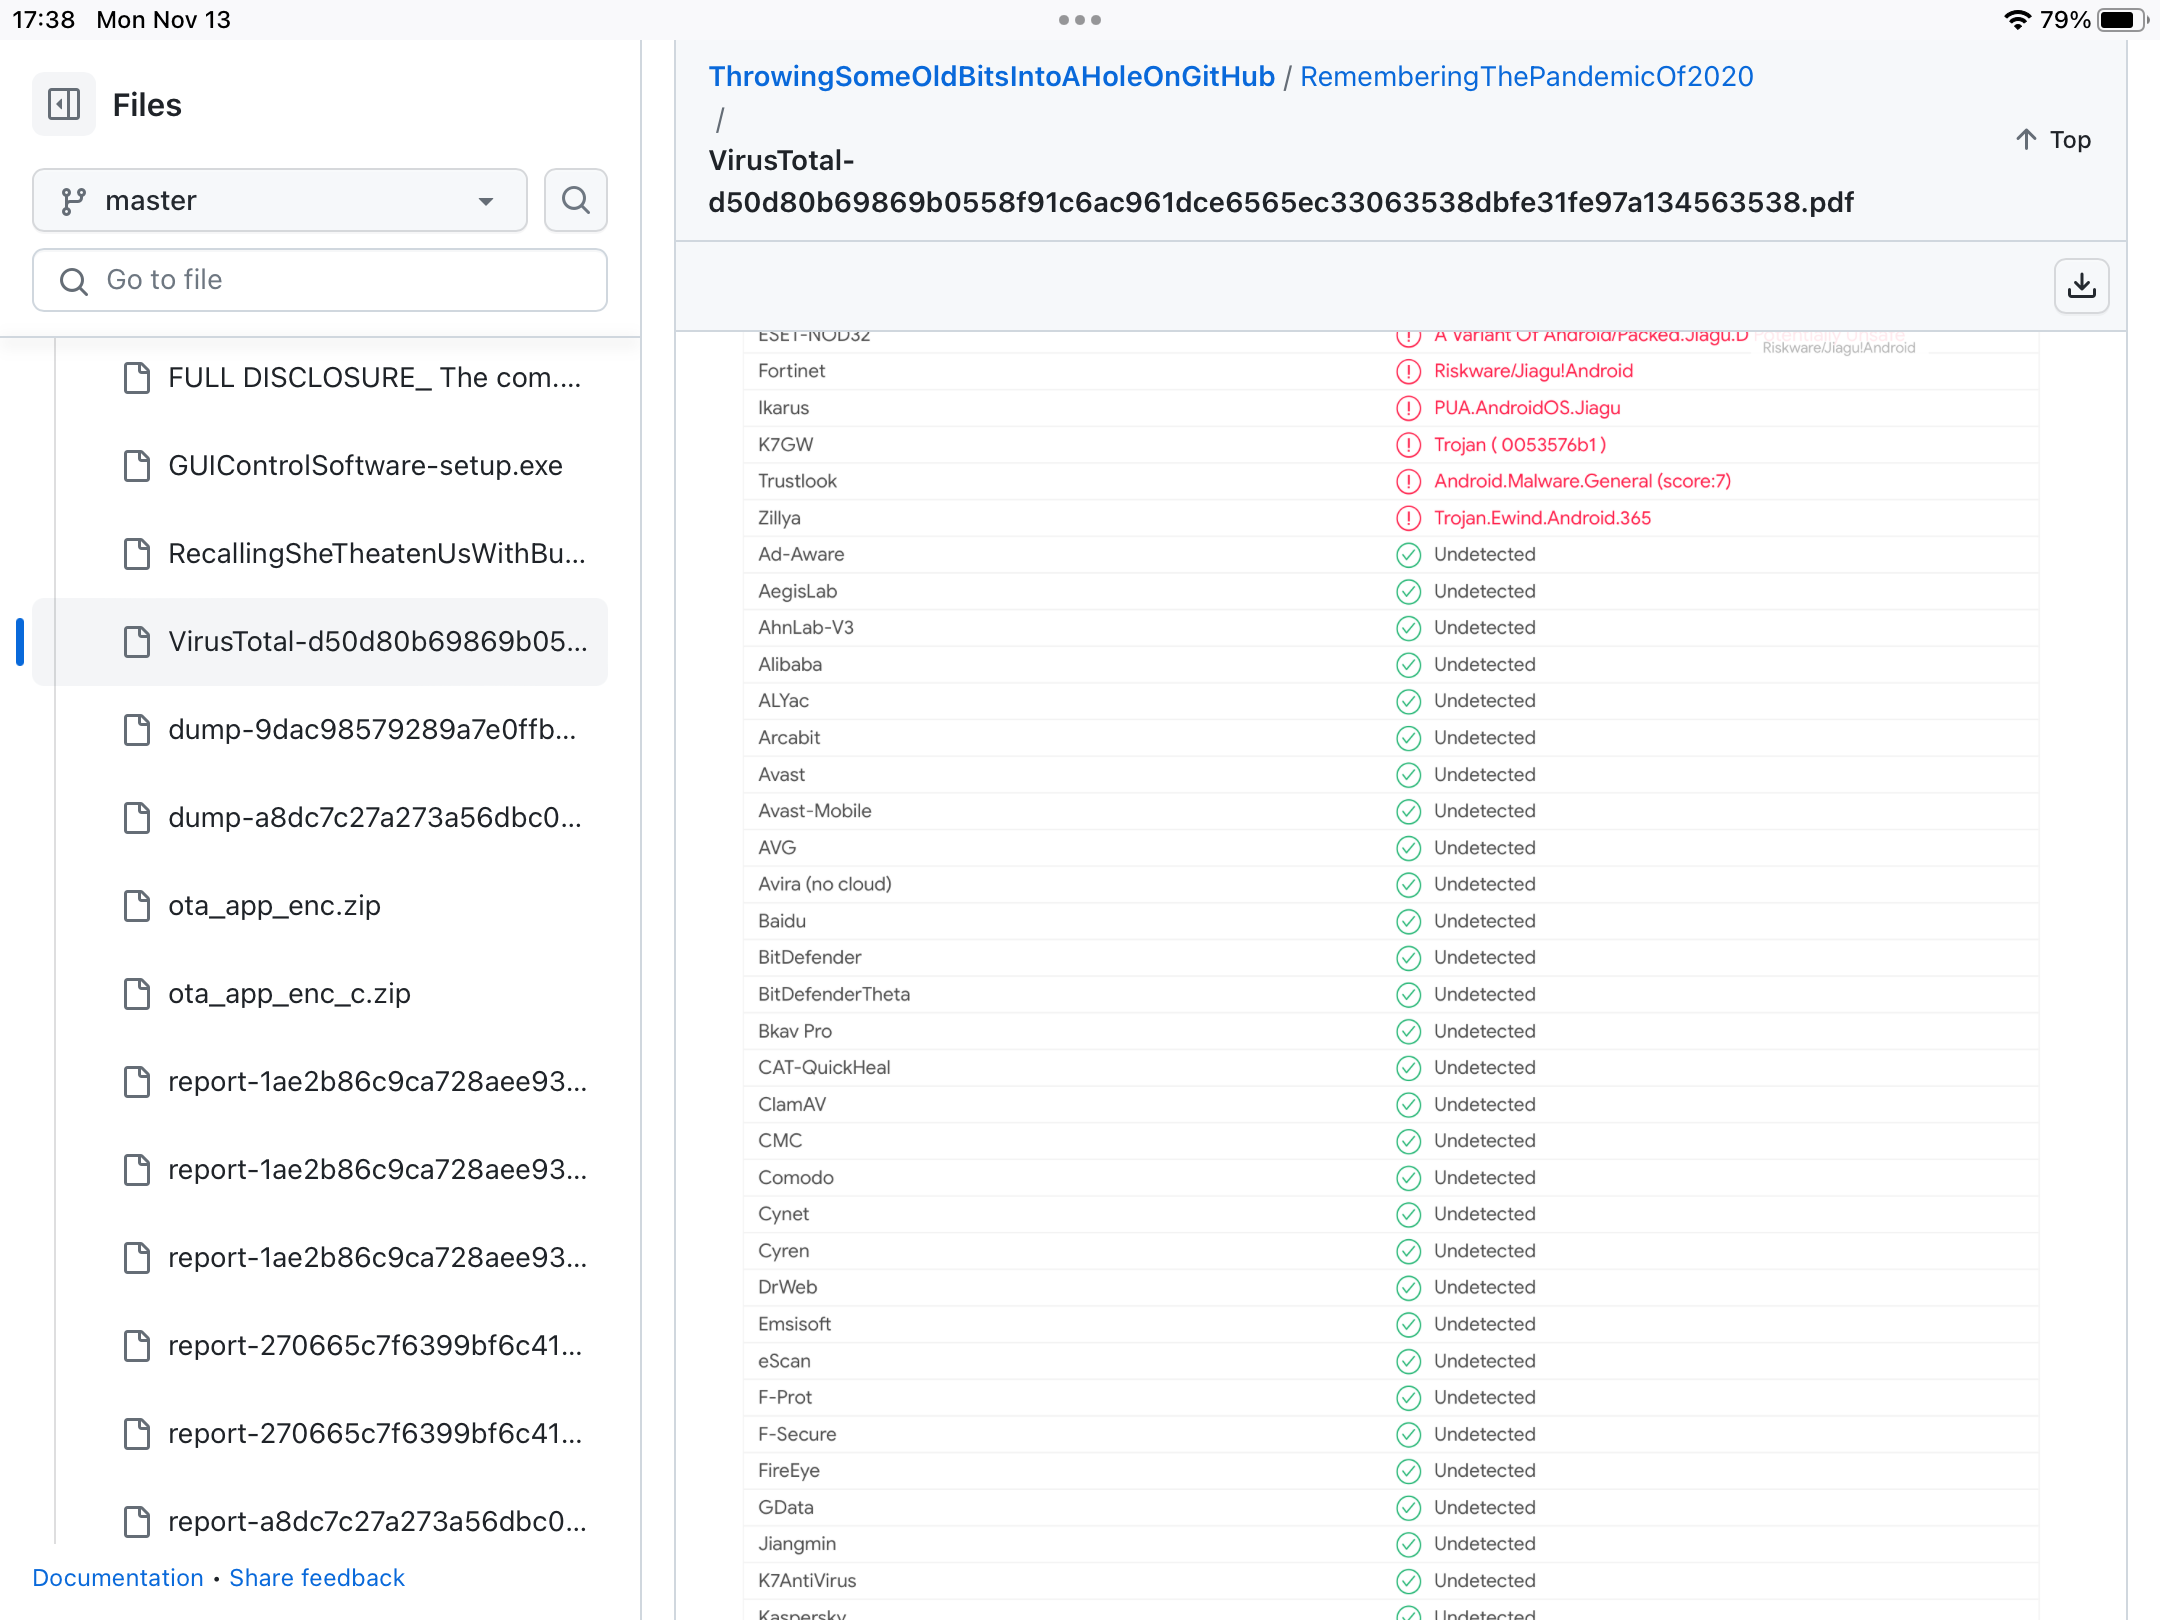 17:38 Mon Nov 13
79%
Files
master
Go to file
FULL DISCLOSURE_ The com....
GUIControlSoftware-setup.exe
RecallingSheTheatenUsWithBu...
VirusTotal-d50d80b69869b05...
dump-9dac98579289a7e0ffb...
dump-a8dc7c27a273a56dbc0...
ota_app_enc.zip
ota_app_enc_c.zip
report-1ae2b86c9ca728aee93...
report-1ae2b86c9ca728aee93...
report-1ae2b86c9ca728aee93...
report-270665c7f6399bf6c41...
report-270665c7f6399bf6c41...
report-a8dc7c27a273a56dbc0...
Documentation • Share feedback
ThrowingSomeOldBitsIntoAHoleOnGitHub / RememberingThePandemicOf2020
/
Top
VirusTotal-
d50d80b69869b0558f91c6ac961dce6565ec33063538dbfe31fe97a134563538.pdf
ESET-NOD32 A Variant Of Android/Packed.Jiagu.D Potentially Unsafe
Riskware/Jiagu!Android
Fortinet Riskware/Jiagu!Android
Ikarus PUA.AndroidOS.Jiagu
K7GW Trojan ( 0053576b1 )
Trustlook Android.Malware.General (score:7)
Zillya Trojan.Ewind.Android.365
Ad-Aware Undetected
AegisLab Undetected
AhnLab-V3 Undetected
Alibaba Undetected
ALYac Undetected
Arcabit Undetected
Avast Undetected
Avast-Mobile Undetected
AVG Undetected
Avira (no cloud) Undetected
Baidu Undetected
BitDefender Undetected
BitDefenderTheta Undetected
Bkav Pro Undetected
CAT-QuickHeal Undetected
ClamAV Undetected
CMC Undetected
Comodo Undetected
Cynet Undetected
Cyren Undetected
DrWeb Undetected
Emsisoft Undetected
eScan Undetected
F-Prot Undetected
F-Secure Undetected
FireEye Undetected
GData Undetected
Jiangmin Undetected
K7AntiVirus Undetected
Kaspersky Undetected